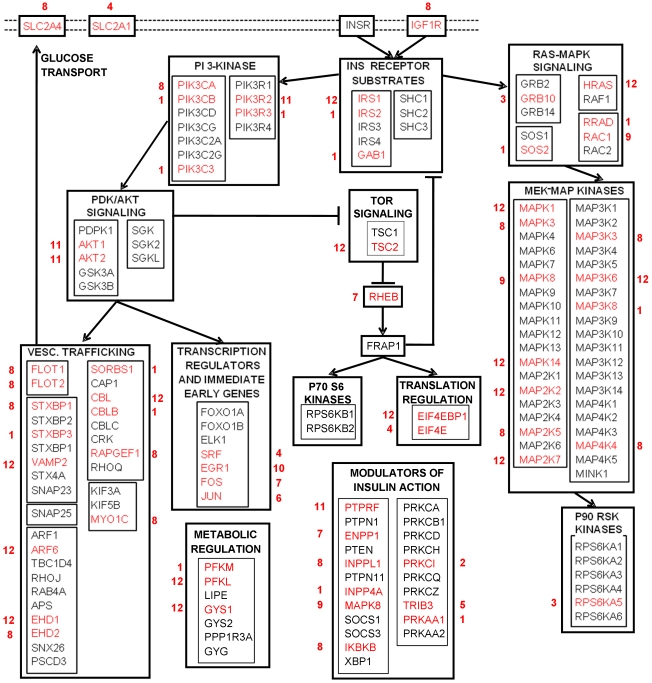 8
4
8
SLC2A4
SLC2A1
INSR
IGF1R
GLUCOSE
TRANSPORT
PI 3-KINASE
8 PIK3CA
1 PIK3CB
PIK3CD
PIK3CG
PIK3C2A
PIK3C2G
1 PIK3C3
PIK3R1
PIK3R2 11
PIK3R3 1
PIK3R4
INS RECEPTOR
SUBSTRATES
12 IRS1
1 IRS2
IRS3
IRS4
1 GAB1
SHC1
SHC2
SHC3
RAS-MAPK
SIGNALING
GRB2
3 GRB10
GRB14
SOS1
1 SOS2
HRAS 12
RAF1
RRAD 1
RAC1 9
RAC2
PDK/AKT
SIGNALING
PDPK1
11 AKT1
11 AKT2
GSK3A
GSK3B
SGK
SGK2
SGKL
TOR
SIGNALING
TSC1
12 TSC2
7 RHEB
FRAP1
MEK-MAP KINASES
12 MAPK1
8 MAPK3
MAPK4
MAPK6
MAPK7
9 MAPK8
MAPK9
MAPK10
MAPK11
MAPK12
MAPK13
12 MAPK14
MAP2K1
12 MAP2K2
MAP2K3
MAP2K4
8 MAP2K5
MAP2K6
12 MAP2K7
MAP3K1
MAP3K2
MAP3K3 8
MAP3K4
MAP3K5
MAP3K6 12
MAP3K7
MAP3K8 1
MAP3K9
MAP3K10
MAP3K11
MAP3K12
MAP3K13
MAP3K14
MAP4K1
MAP4K2
MAP4K3
MAP4K4 8
MAP4K5
MINK1
VESC. TRAFFICKING
8 FLOT1
8 FLOT2
8 STXBP1
STXBP2
1 STXBP3
STXBP1
12 VAMP2
STX4A
SNAP23
SNAP25
ARF1
12 ARF6
TBC1D4
RHOJ
RAB4A
APS
12 EHD1
8 EHD2
SNX26
PSCD3
SORBS1 1
CAP1
CBL 12
CBLB 1
CBLC
CRK
RAPGEF1 8
RHOQ
KIF3A
KIF5B
MYO1C 8
TRANSCRIPTION
REGULATORS
AND IMMEDIATE
EARLY GENES
FOXO1A
FOXO1B
ELK1
SRF 4
EGR1 10
FOS 7
JUN 6
P70 S6
KINASES
RPS6KB1
RPS6KB2
TRANSLATION
REGULATION
12 EIF4EBP1
4 EIF4E
METABOLIC
REGULATION
1 PFKM
12 PFKL
LIPE
12 GYS1
GYS2
PPP1R3A
GYG
MODULATORS OF
INSULIN ACTION
11 PTPRF
PTPN1
7 ENPP1
PTEN
8 INPPL1
PTPN11
1 INPP4A
9 MAPK8
SOCS1
SOCS3
8 IKBKB
XBP1
PRKCA
PRKCB1
PRKCD
PRKCH
PRKCI 2
PRKCQ
PRKCZ
TRIB3 5
PRKAA1 1
PRKAA2
P90 RSK
KINASES
RPS6KA1
RPS6KA2
RPS6KA3
RPS6KA4
3 RPS6KA5
RPS6KA6